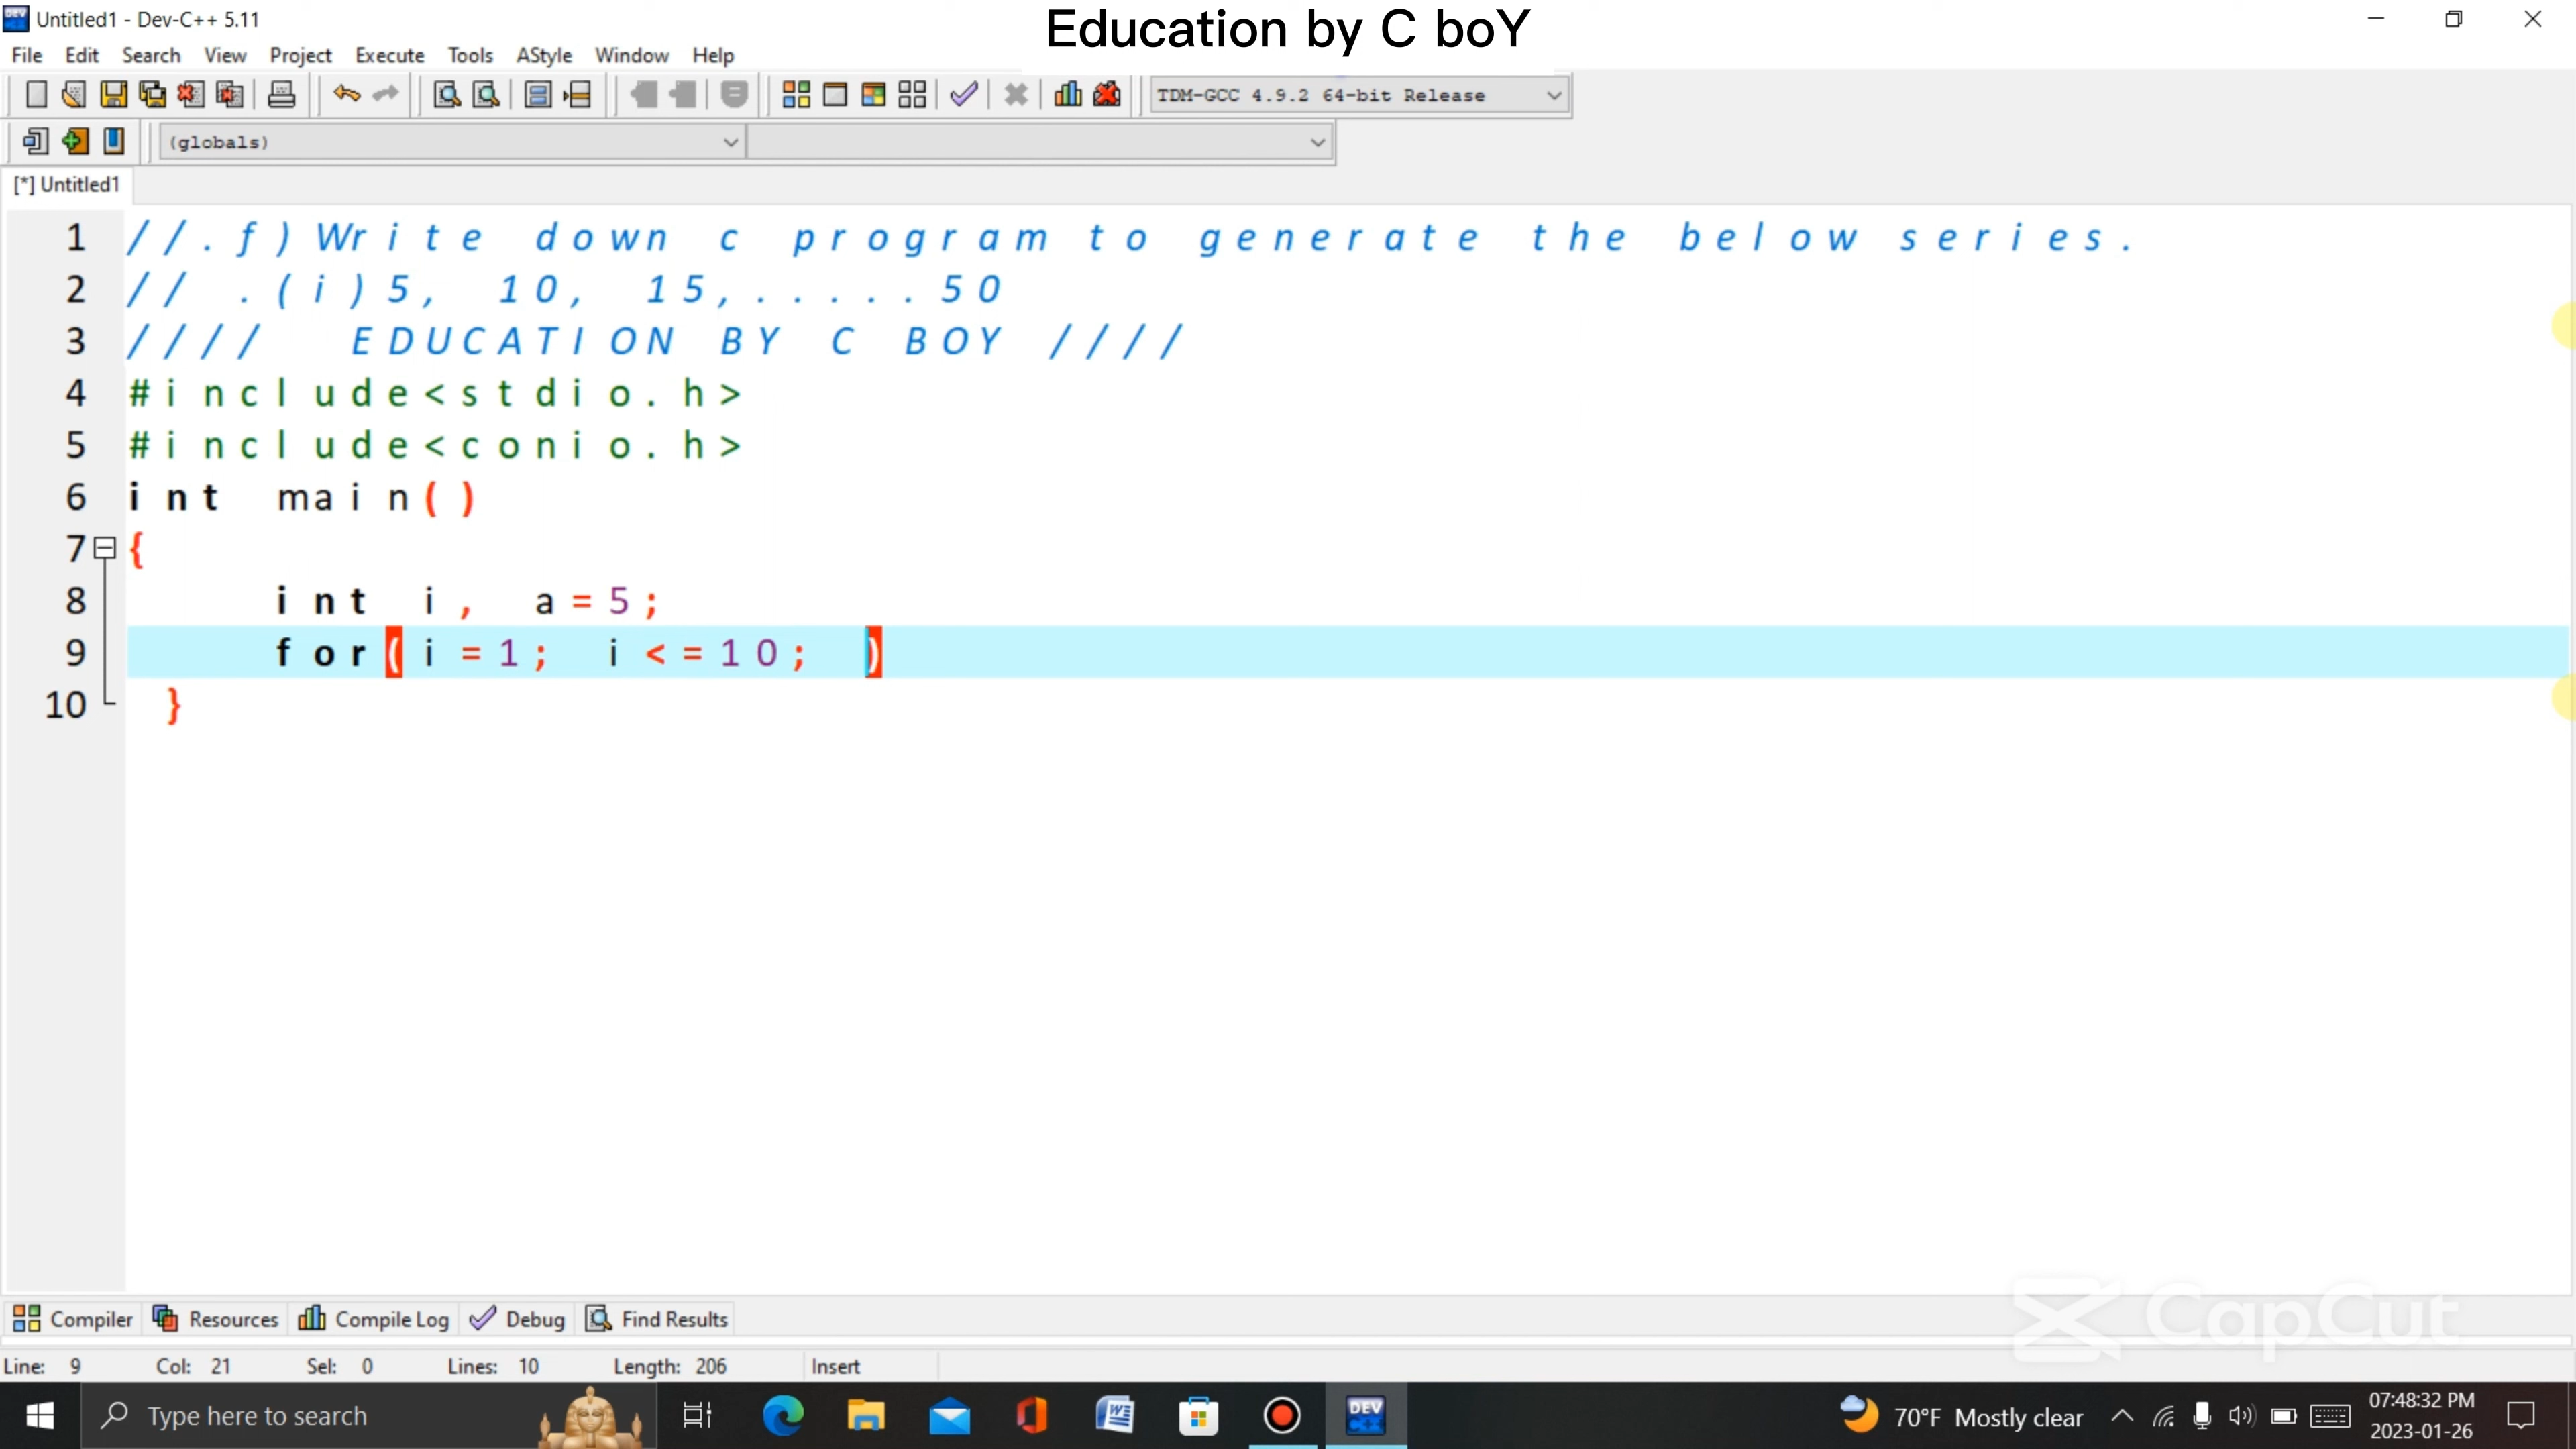 Untitled1 - Dev-C++ 5.11
Education by C boY
File Edit Search View Project Execute Tools AStyle Window Help
TDM-GCC 4.9.2 64-bit Release
(globals)
[*] Untitled1
1 //.f)Write down c program to generate the below series.
2 // .(i)5, 10, 15,.....50
3 //// EDUCATION BY C BOY ////
4 #include<stdio.h>
5 #include<conio.h>
6 int main()
7 {
8 int i, a=5;
9 for(i=1; i<=10; )
10 }
CapCut
Compiler Resources Compile Log Debug Find Results
Line: 9 Col: 21 Sel: 0 Lines: 10 Length: 206 Insert
Type here to search
DEV C++
70°F Mostly clear
07:48:32 PM
2023-01-26